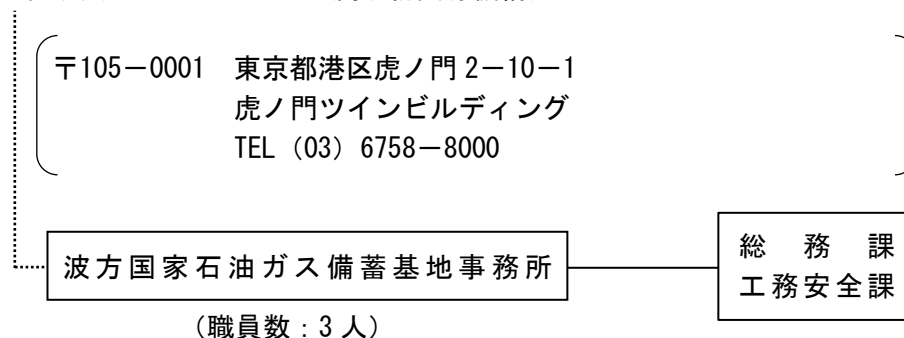 〒105－0001 東京都港区虎ノ門 2－10－1
虎ノ門ツインビルディング
TEL（03）6758－8000
波方国家石油ガス備蓄基地事務所
総務課
工務安全課
（職員数：3 人）